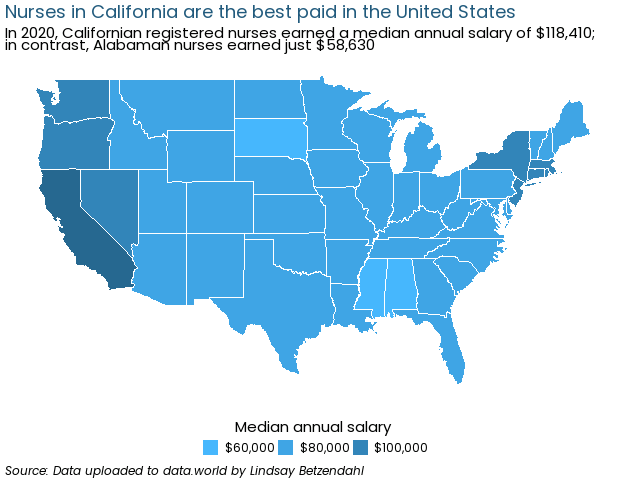 Nurses in California are the best paid in the United States
In 2020, Californian registered nurses earned a median annual salary of $118,410;
in contrast, Alabaman nurses earned just $58,630
Median annual salary
$60,000 $80,000 $100,000
Source: Data uploaded to data.world by Lindsay Betzendahl